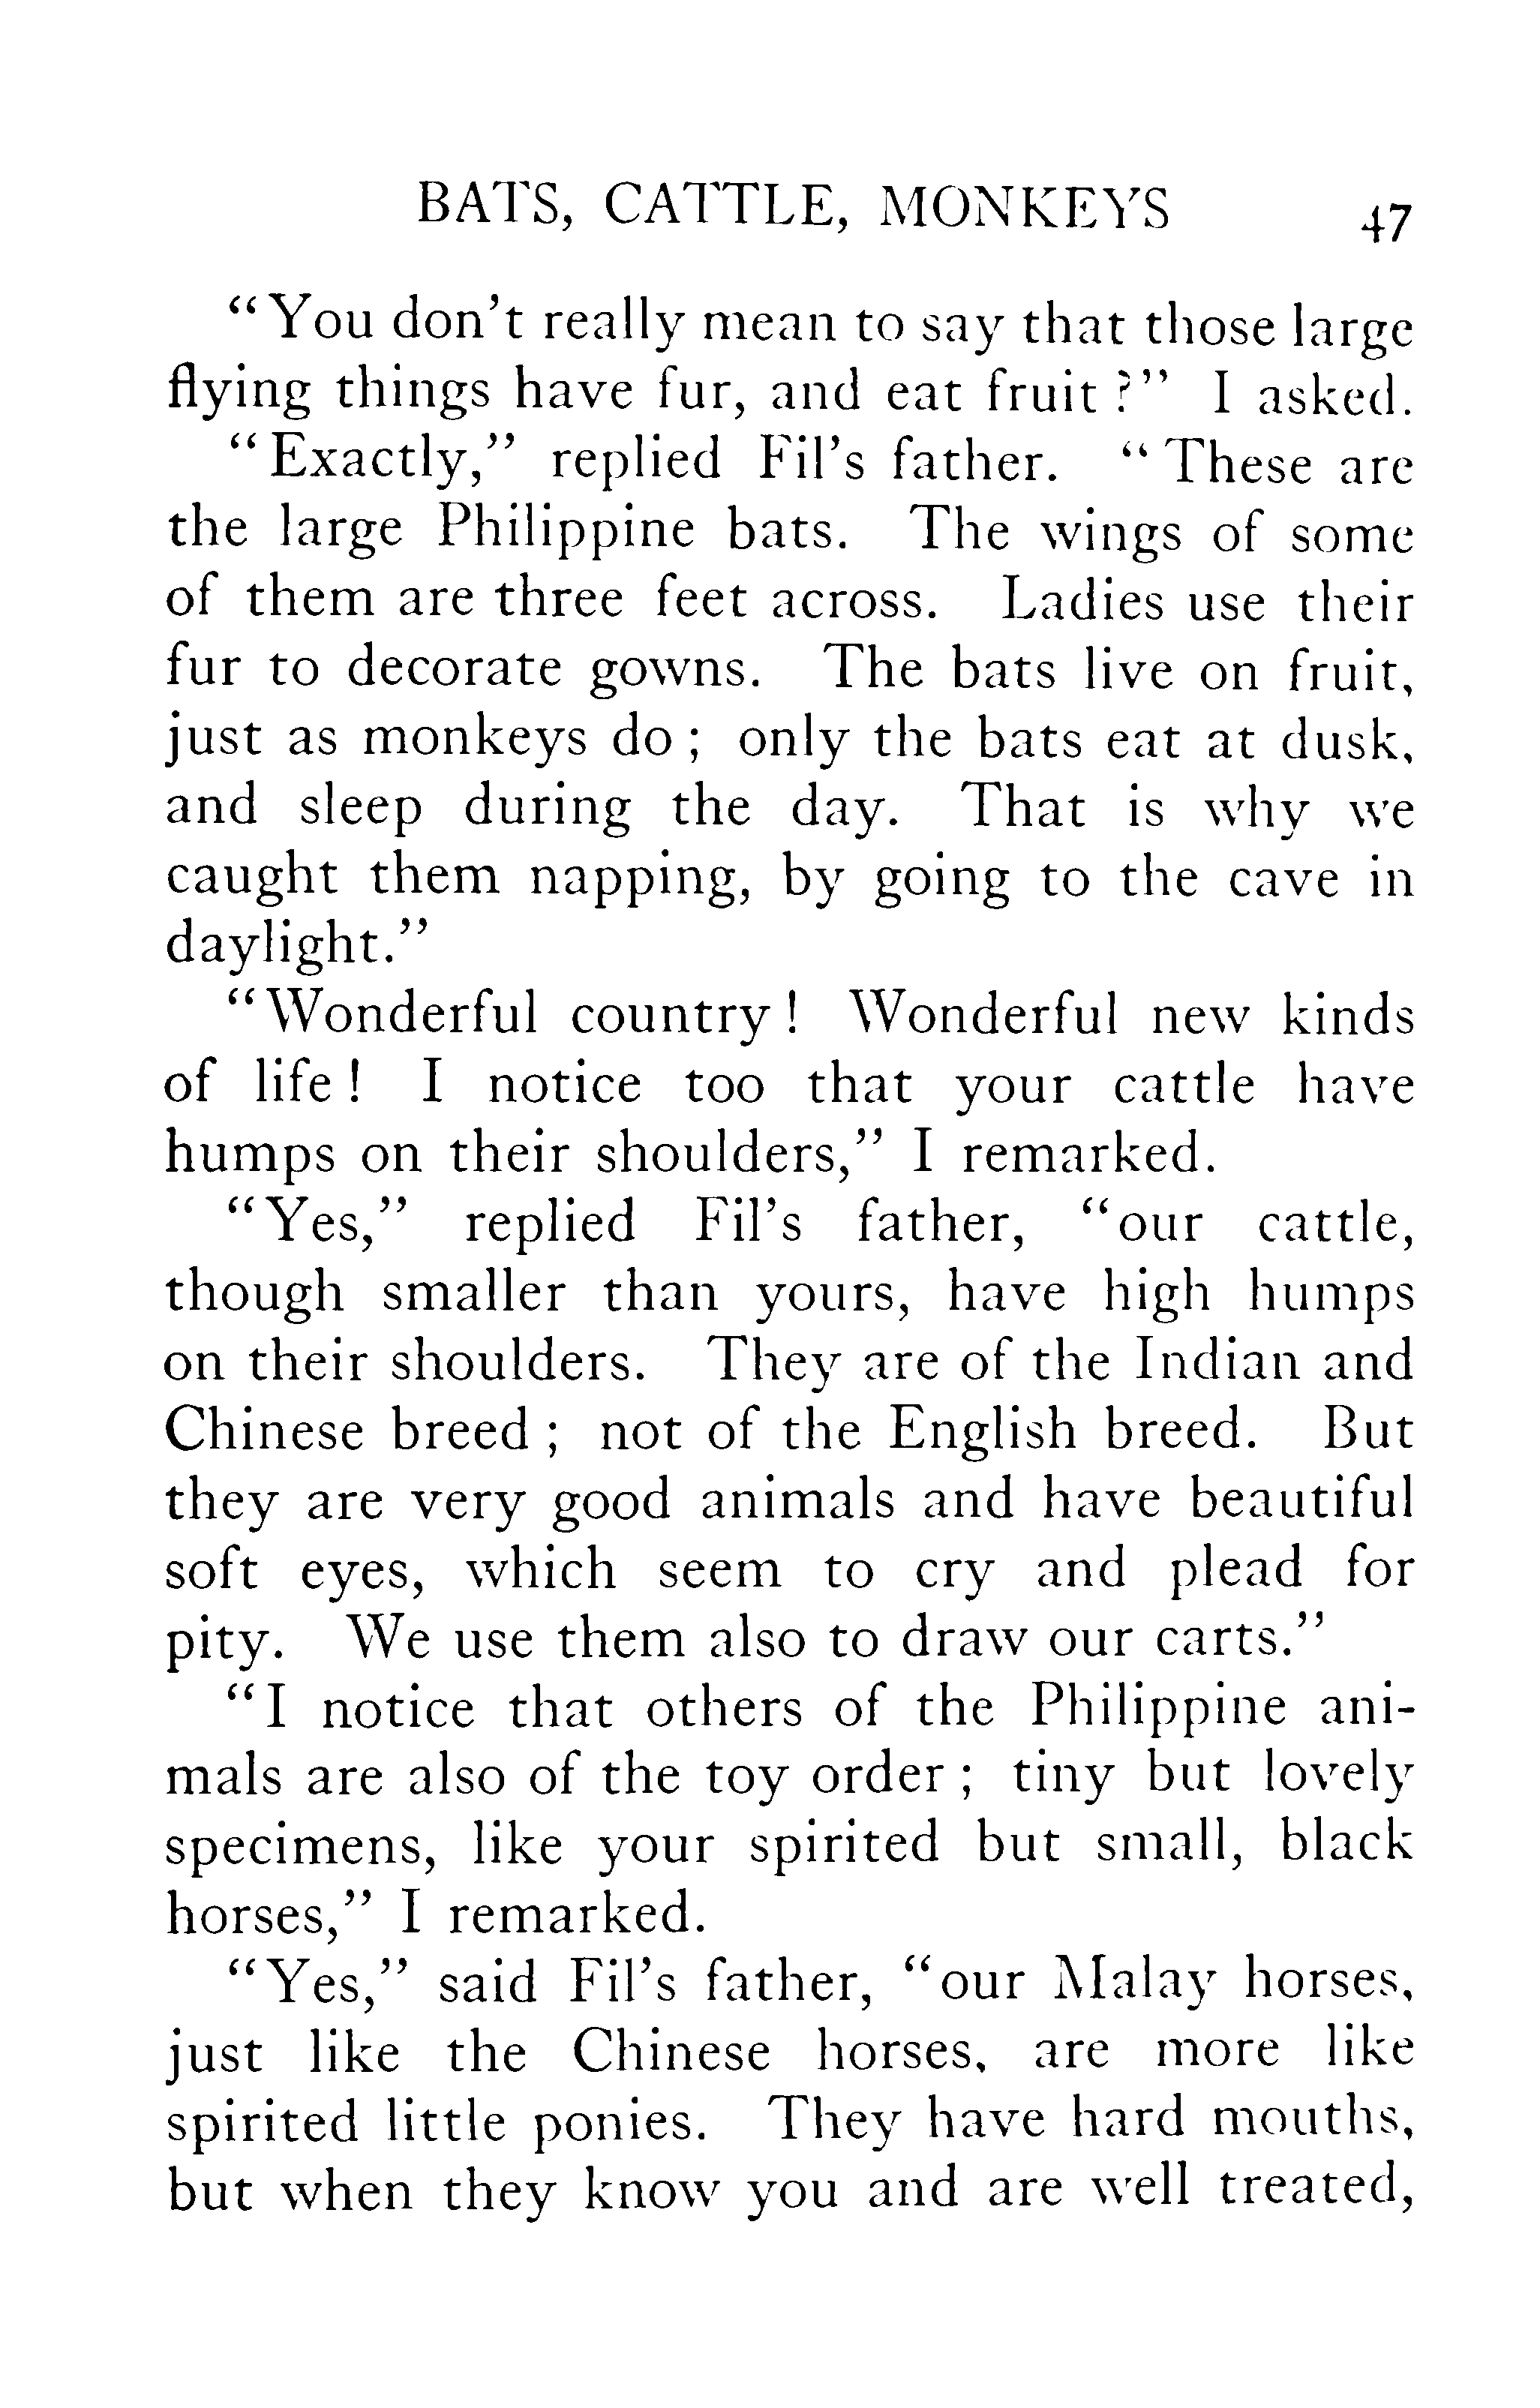 BATS, CATTLE, MONKEYS 47
“You don’t really mean to say that those large
flying things have fur, and eat fruit ?” I asked.
“Exactly,” replied Fil’s father. “These are
the large Philippine bats. The wings of some
of them are three feet across. Ladies use their
fur to decorate gowns. The bats live on fruit,
just as monkeys do ; only the bats eat at dusk,
and sleep during the day. That is why we
caught them napping, by going to the cave in
daylight.”
“Wonderful country ! Wonderful new kinds
of life ! I notice too that your cattle have
humps on their shoulders,” I remarked.
“Yes,” replied Fil’s father, “our cattle,
though smaller than yours, have high humps
on their shoulders. They are of the Indian and
Chinese breed ; not of the English breed. But
they are very good animals and have beautiful
soft eyes, which seem to cry and plead for
pity. We use them also to draw our carts.”
“I notice that others of the Philippine ani-
mals are also of the toy order ; tiny but lovely
specimens, like your spirited but small, black
horses,” I remarked.
“Yes,” said Fil’s father, “our Malay horses,
just like the Chinese horses, are more like
spirited little ponies. They have hard mouths,
but when they know you and are well treated,